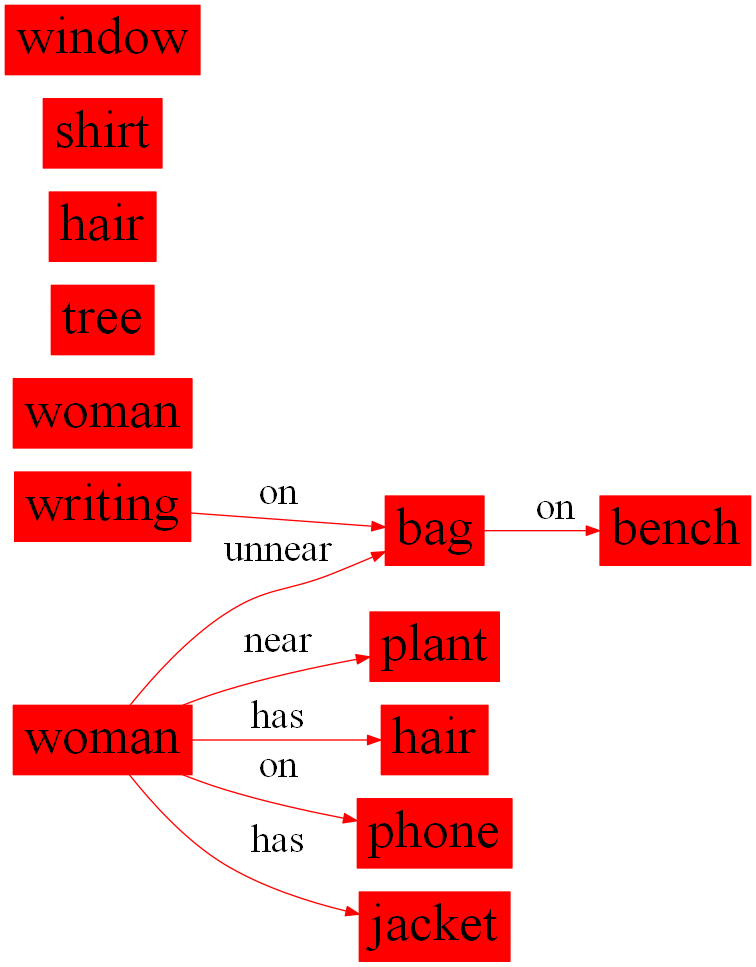 window
shirt
hair
tree
woman
writing
on
bag
on
bench
unnear
near
plant
woman
has
hair
on
phone
has
jacket